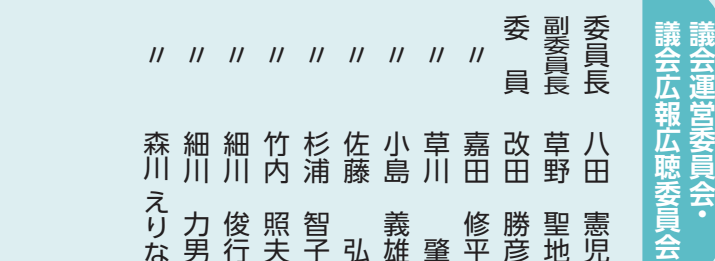 議会運営委員会・
議会広報広聴委員会
委員長 八田 憲児
副委員長 草野 聖地
委員 改田 勝彦
〃 嘉田 修平
〃 草川 肇
〃 小島 義雄
〃 佐藤 弘
〃 杉浦 智子
〃 竹内 照夫
〃 細川 俊行
〃 細川 力男
〃 森川 えりな